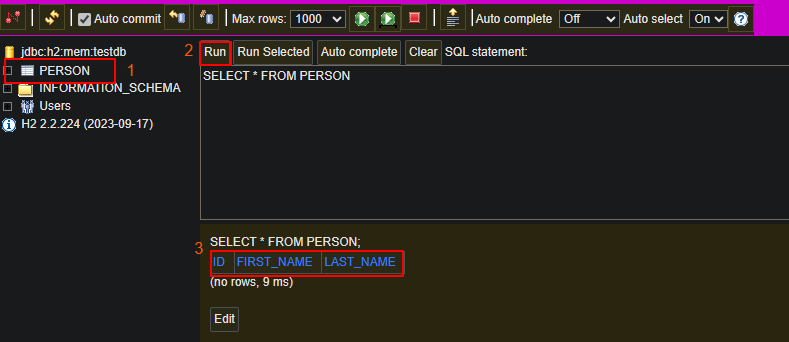 Auto commit Max rows: 1000 Auto complete Off Auto select On
jdbc:h2:mem:testdb
PERSON 1
INFORMATION_SCHEMA
Users
H2 2.2.224 (2023-09-17)
2 Run Run Selected Auto complete Clear SQL statement:
SELECT * FROM PERSON
SELECT * FROM PERSON;
3 ID FIRST_NAME LAST_NAME
(no rows, 9 ms)
Edit